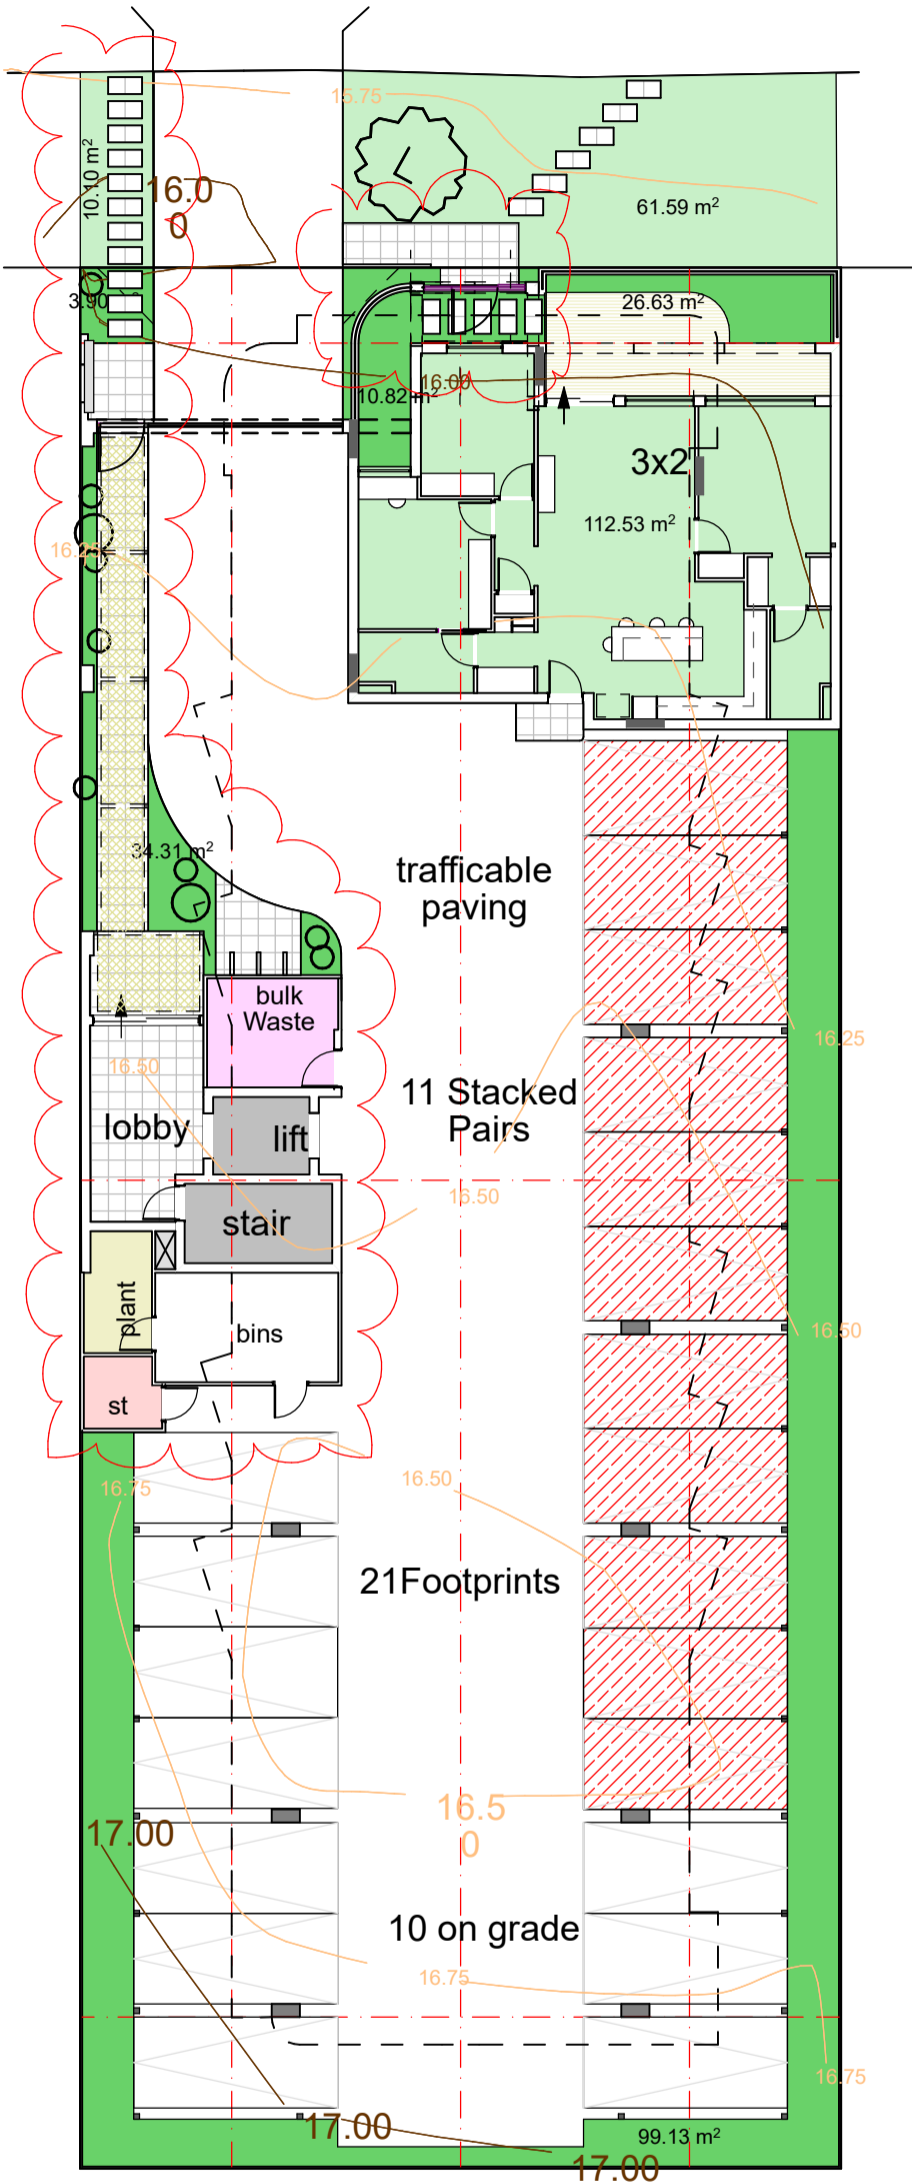 15.75
10.10 m²
16.0
0
61.59 m²
3.90
26.63 m²
16.00
10.82 m²
3x2
112.53 m²
16.25
34.31 m²
trafficable
paving
bulk
Waste
16.25
16.50
11 Stacked
Pairs
lobby
lift
16.50
stair
plant
bins
16.50
st
16.50
16.75
21Footprints
16.5
0
17.00
10 on grade
16.75
16.75
17.00
99.13 m²
17.00